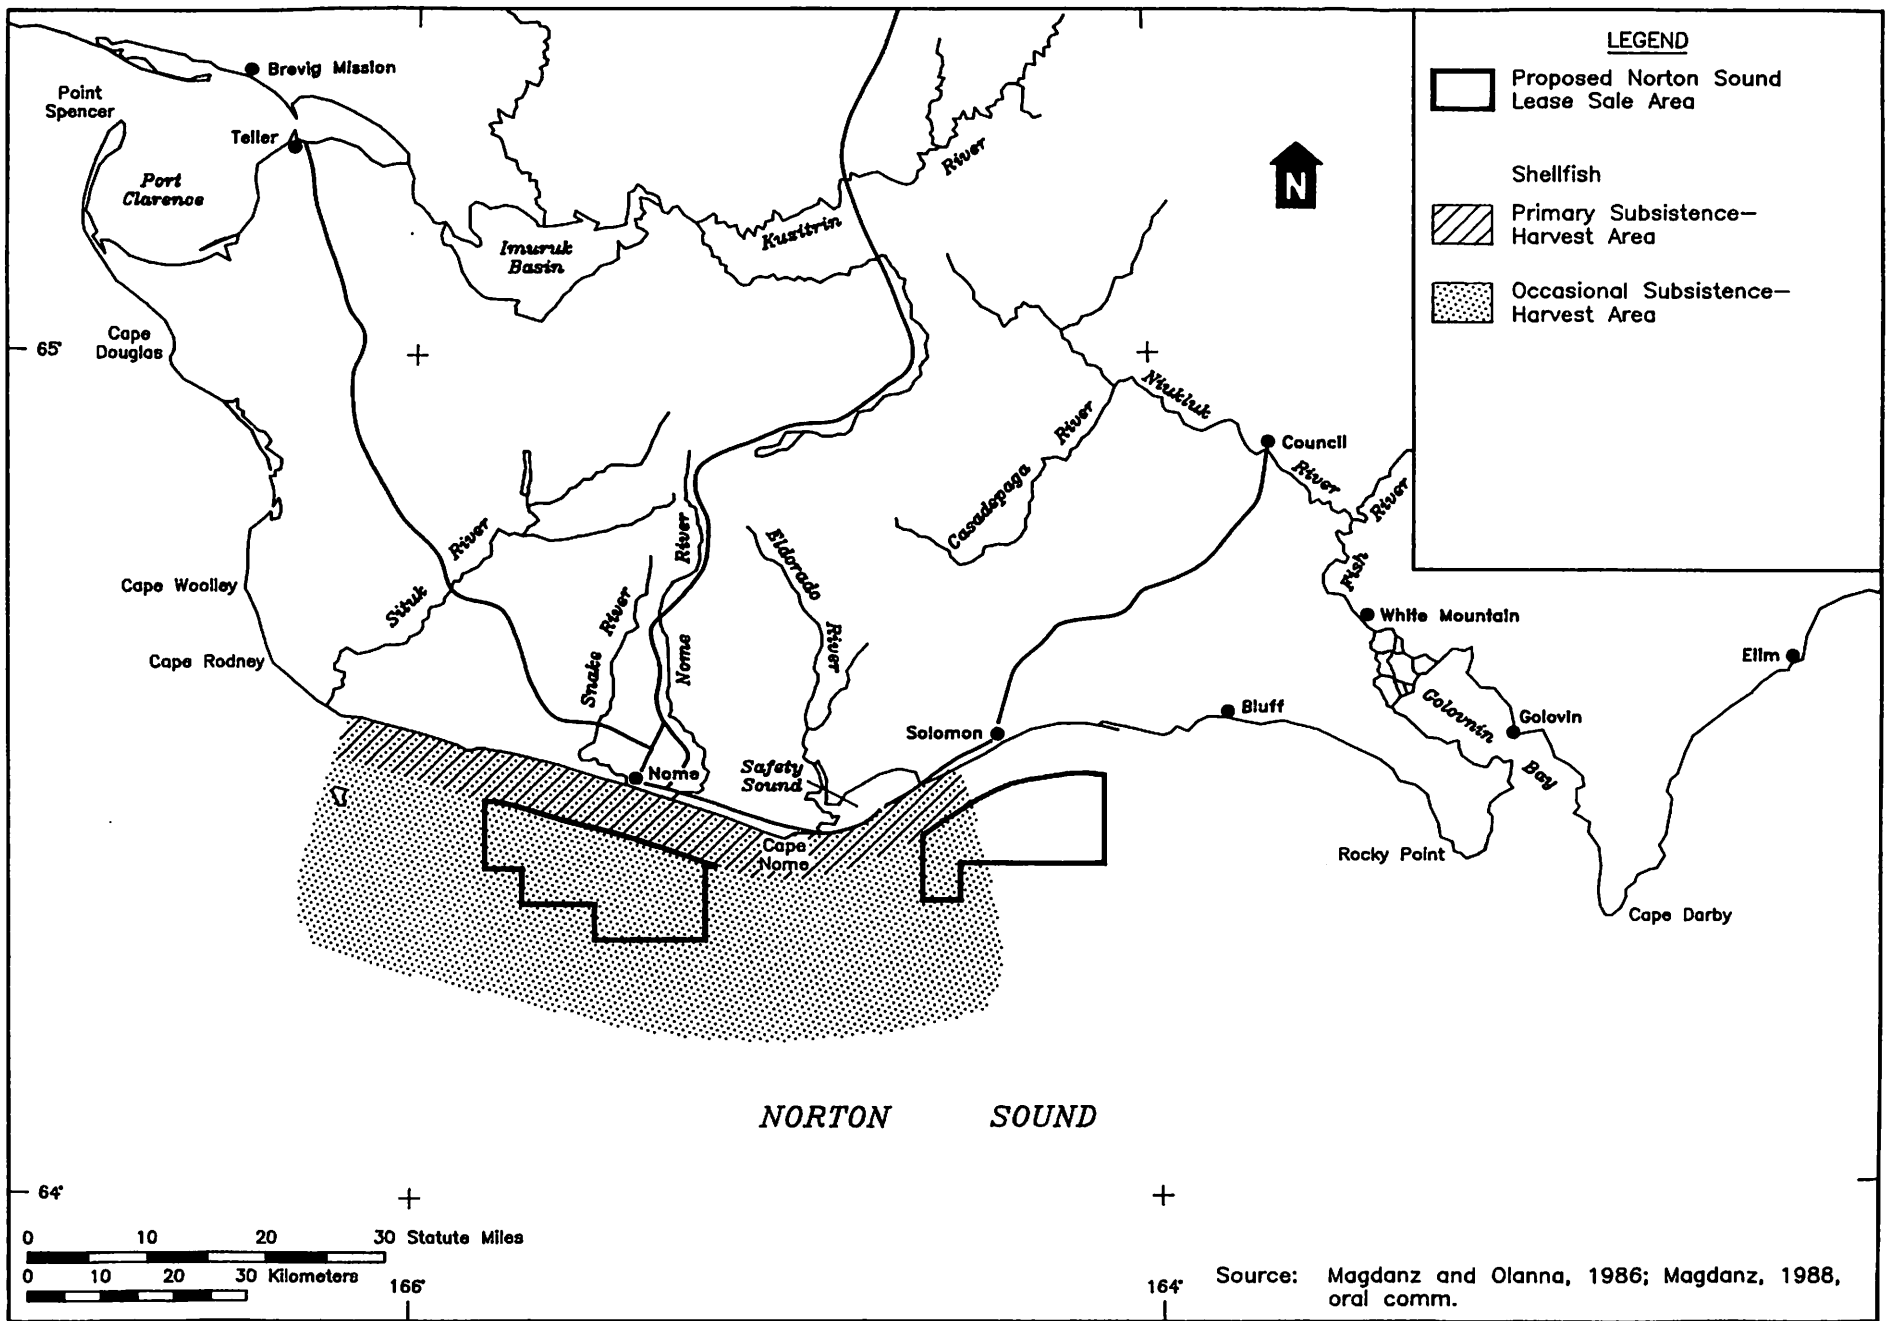 LEGEND
Proposed Norton Sound
Lease Sale Area
Shellfish
Primary Subsistence—
Harvest Area
Occasional Subsistence—
Harvest Area
N
Brevig Mission
Point
Spencer
Teller
Port
Clarence
Imuruk
Basin
Kuzitrin
River
Cape
Douglas
65°
Niukluk
River
Council
Casadepaga
River
River
Fish
White Mountain
Elim
Cape Woolley
Cape Rodney
Situk
River
Snake
River
River
Nome
Eldorado
River
Solomon
Bluff
Golovnin
Bay
Golovin
Nome
Safety
Sound
Cape
Nome
Rocky Point
Cape Darby
NORTON SOUND
64°
0 10 20 30 Statute Miles
0 10 20 30 Kilometers
166°
164°
Source: Magdanz and Olanna, 1986; Magdanz, 1988,
oral comm.